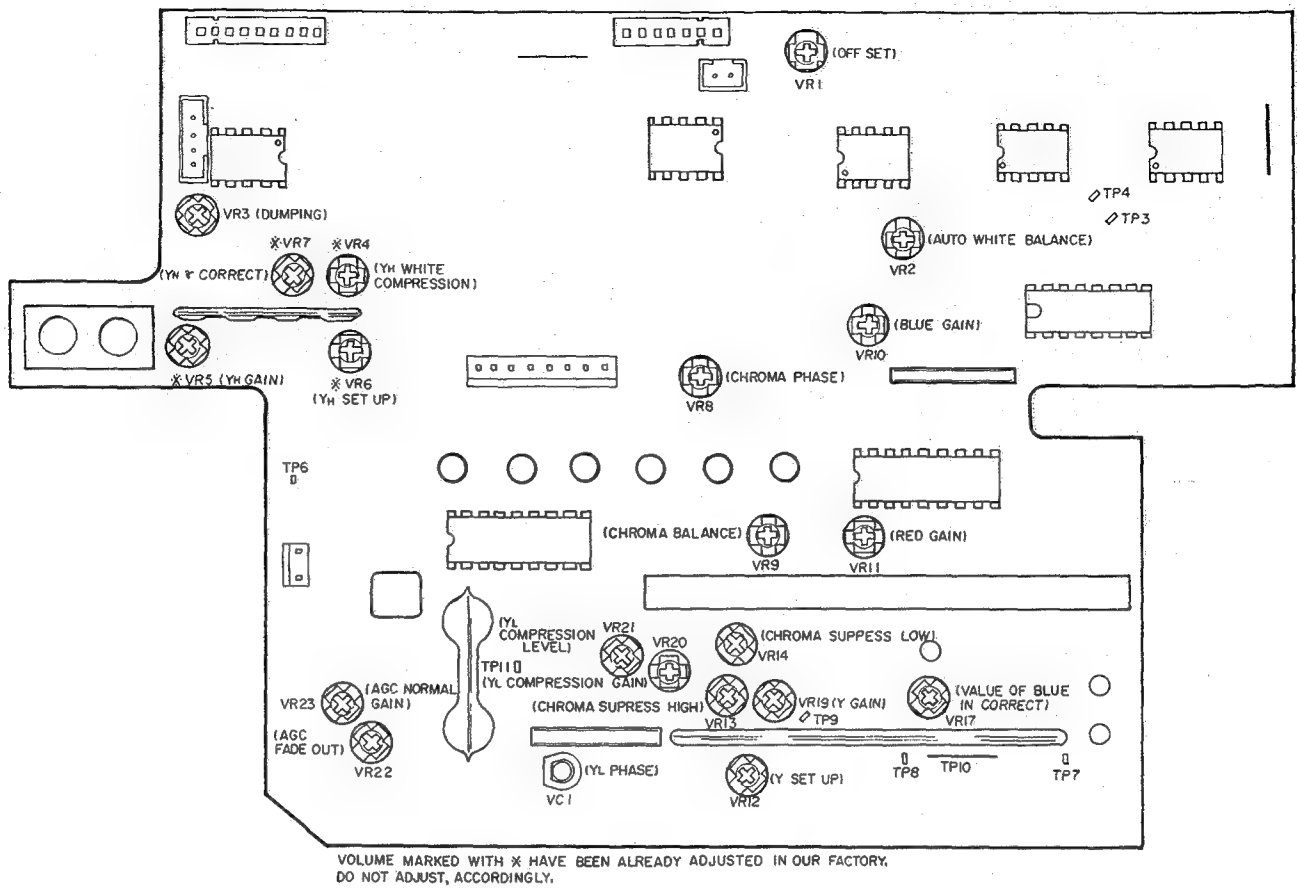 (OFF SET)
VR1
TP4
TP3
VR3 (DUMPING)
※VR7
※VR4
(AUTO WHITE BALANCE)
VR2
(YH γ CORRECT)
(YH WHITE
COMPRESSION)
(BLUE GAIN)
VR10
※VR5 (YH GAIN)
※VR6
(YH SET UP)
(CHROMA PHASE)
VR8
TP6
(CHROMA BALANCE)
VR9
(RED GAIN)
VR11
(YL
COMPRESSION
LEVEL)
VR21
VR20
(CHROMA SUPPESS LOW)
VR14
TP11
(YL COMPRESSION GAIN)
VR23
(AGC NORMAL
GAIN)
(CHROMA SUPRESS HIGH)
VR13
VR19 (Y GAIN)
TP9
(VALUE OF BLUE
IN CORRECT)
VR17
(AGC
FADE OUT)
VR22
(YL PHASE)
VC1
(Y SET UP)
VR12
TP8
TP10
TP7
VOLUME MARKED WITH ※ HAVE BEEN ALREADY ADJUSTED IN OUR FACTORY.
DO NOT ADJUST, ACCORDINGLY.